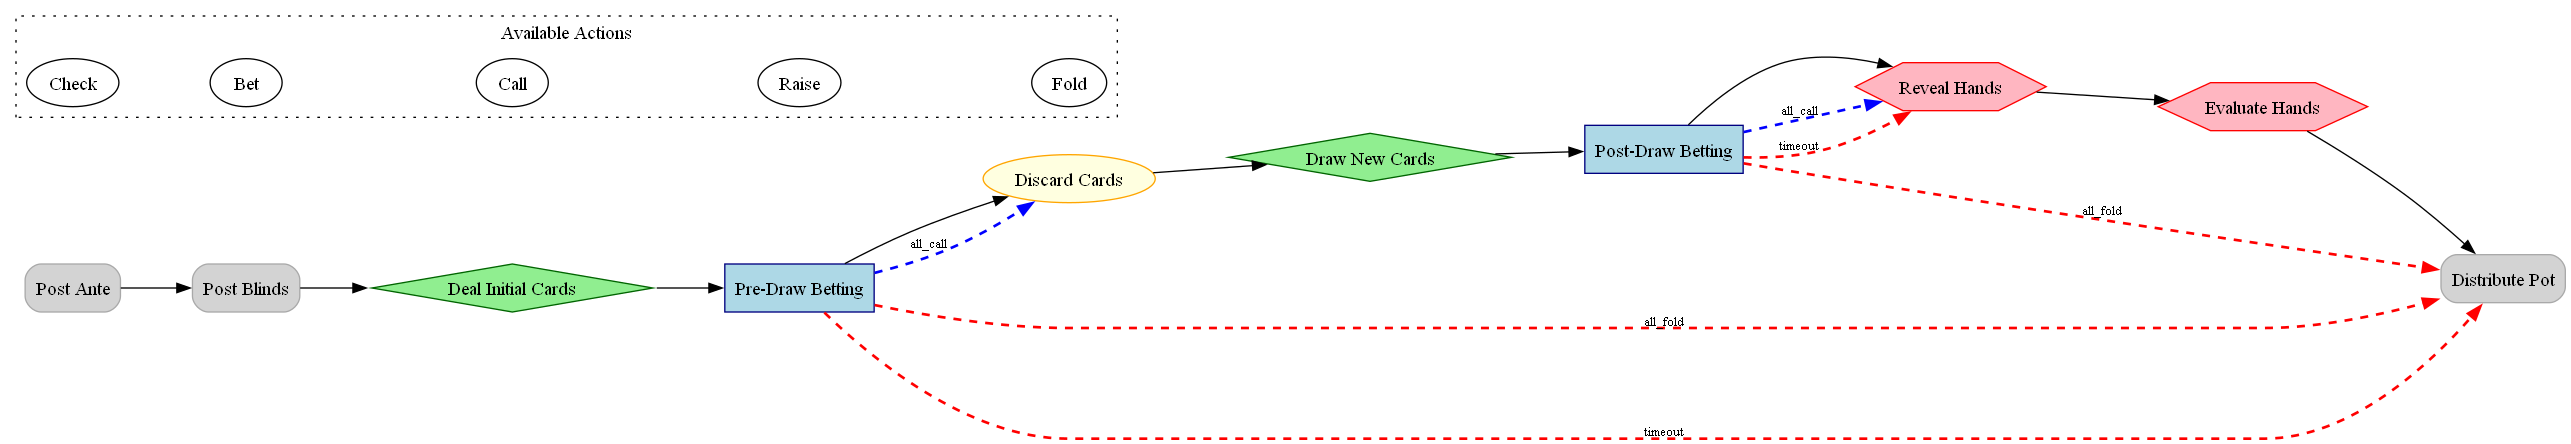 Available Actions
Check
Bet
Call
Raise
Fold
Post Ante
Post Blinds
Deal Initial Cards
Pre-Draw Betting
all_call
Discard Cards
Draw New Cards
Post-Draw Betting
all_call
timeout
Reveal Hands
Evaluate Hands
all_fold
all_fold
timeout
Distribute Pot